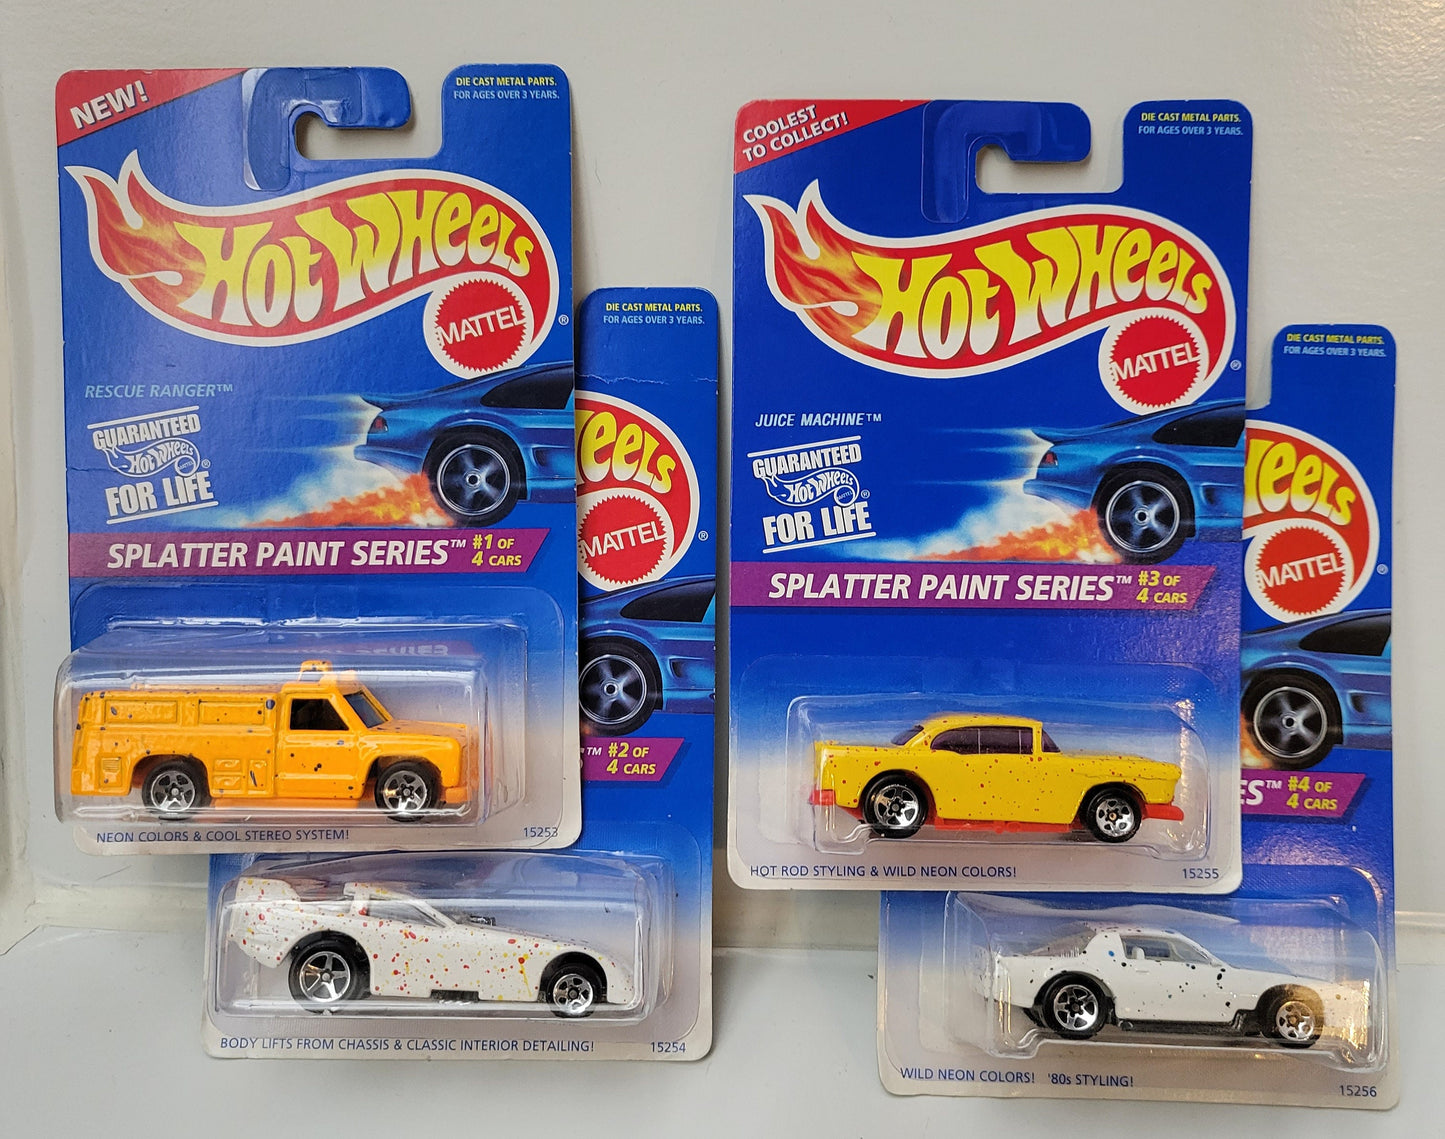 NEW!
DIE CAST METAL PARTS.
FOR AGES OVER 3 YEARS.
HOT WHEELS
MATTEL
®
RESCUE RANGER™
GUARANTEED
HOT WHEELS
®
FOR LIFE
SPLATTER PAINT SERIES™ #1 OF
4 CARS
NEON COLORS & COOL STEREO SYSTEM!
15253
DIE CAST METAL PARTS.
FOR AGES OVER 3 YEARS.
eeLS
MATTEL
®
™ #2 OF
4 CARS
BODY LIFTS FROM CHASSIS & CLASSIC INTERIOR DETAILING!
15254
COOLEST
TO COLLECT!
DIE CAST METAL PARTS.
FOR AGES OVER 3 YEARS.
HOT WHEELS
MATTEL
®
JUICE MACHINE™
GUARANTEED
HOT WHEELS
MATTEL
®
FOR LIFE
SPLATTER PAINT SERIES™ #3 OF
4 CARS
HOT ROD STYLING & WILD NEON COLORS!
15255
DIE CAST METAL PARTS.
FOR AGES OVER 3 YEARS.
eeLS
MATTEL
®
ES™ #4 OF
4 CARS
WILD NEON COLORS! '80s STYLING!
15256